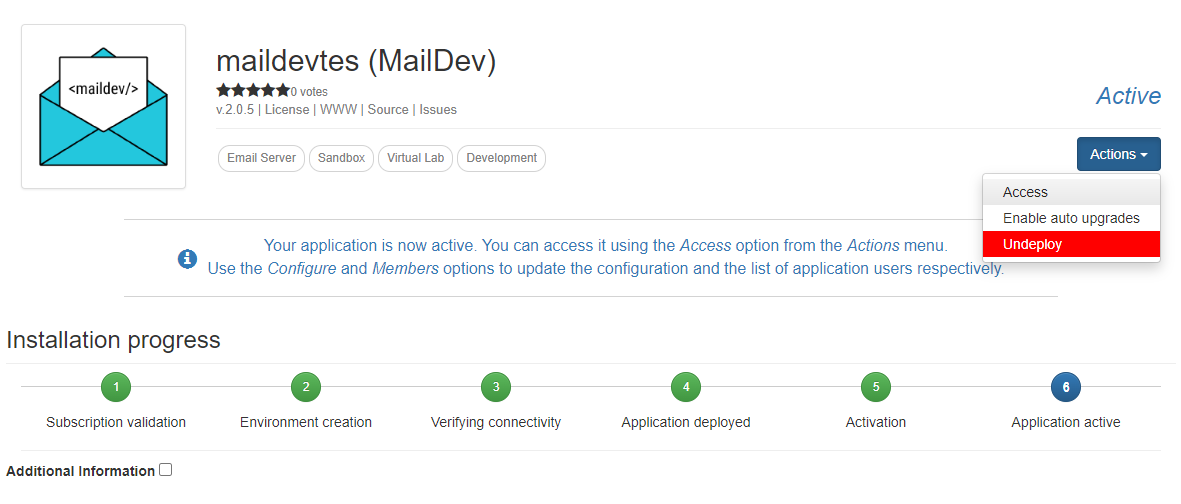 <maildev/>
maildevtes (MailDev)
0 votes
v.2.0.5 | License | WWW | Source | Issues
Active
Email Server
Sandbox
Virtual Lab
Development
Actions
Access
Enable auto upgrades
Undeploy
Your application is now active. You can access it using the Access option from the Actions menu.
Use the Configure and Members options to update the configuration and the list of application users respectively.
Installation progress
1
2
3
4
5
6
Subscription validation
Environment creation
Verifying connectivity
Application deployed
Activation
Application active
Additional Information